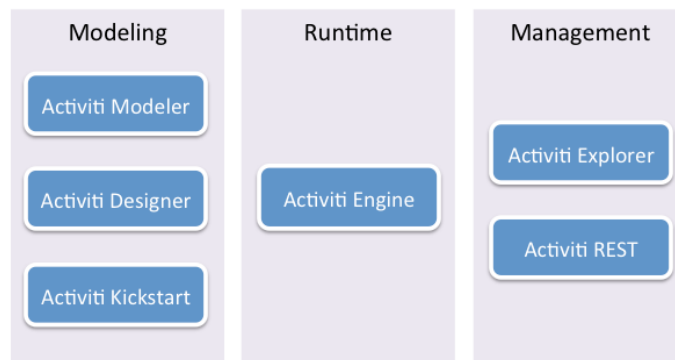 Modeling
Activiti Modeler
Activiti Designer
Activiti Kickstart
Runtime
Activiti Engine
Management
Activiti Explorer
Activiti REST